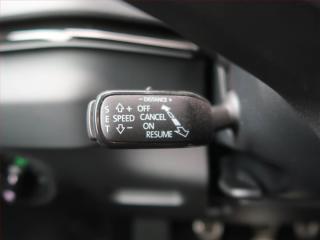 - DISTANCE +
S + OFF
E SPEED CANCEL
T - ON
RESUME